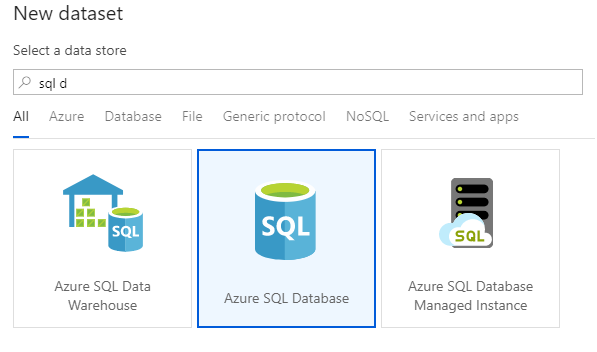 New dataset
Select a data store
sql d
All Azure Database File Generic protocol NoSQL Services and apps
SQL
SQL
SQL
Azure SQL Data
Warehouse
Azure SQL Database
Azure SQL Database
Managed Instance